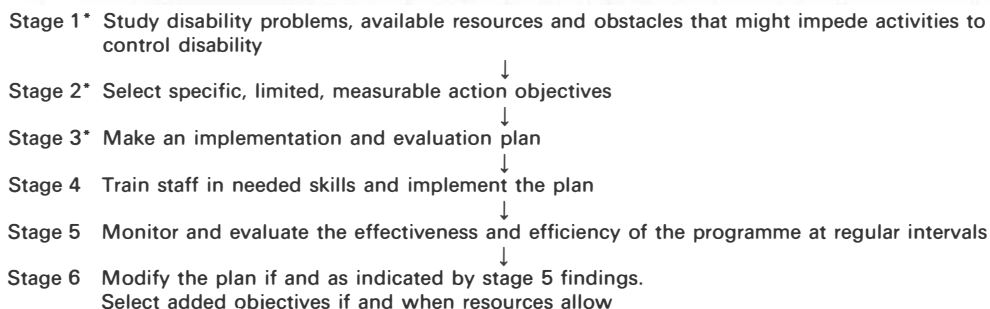 Stage 1* Study disability problems, available resources and obstacles that might impede activities to
control disability
↓
Stage 2* Select specific, limited, measurable action objectives
↓
Stage 3* Make an implementation and evaluation plan
↓
Stage 4 Train staff in needed skills and implement the plan
↓
Stage 5 Monitor and evaluate the effectiveness and efficiency of the programme at regular intervals
↓
Stage 6 Modify the plan if and as indicated by stage 5 findings.
Select added objectives if and when resources allow